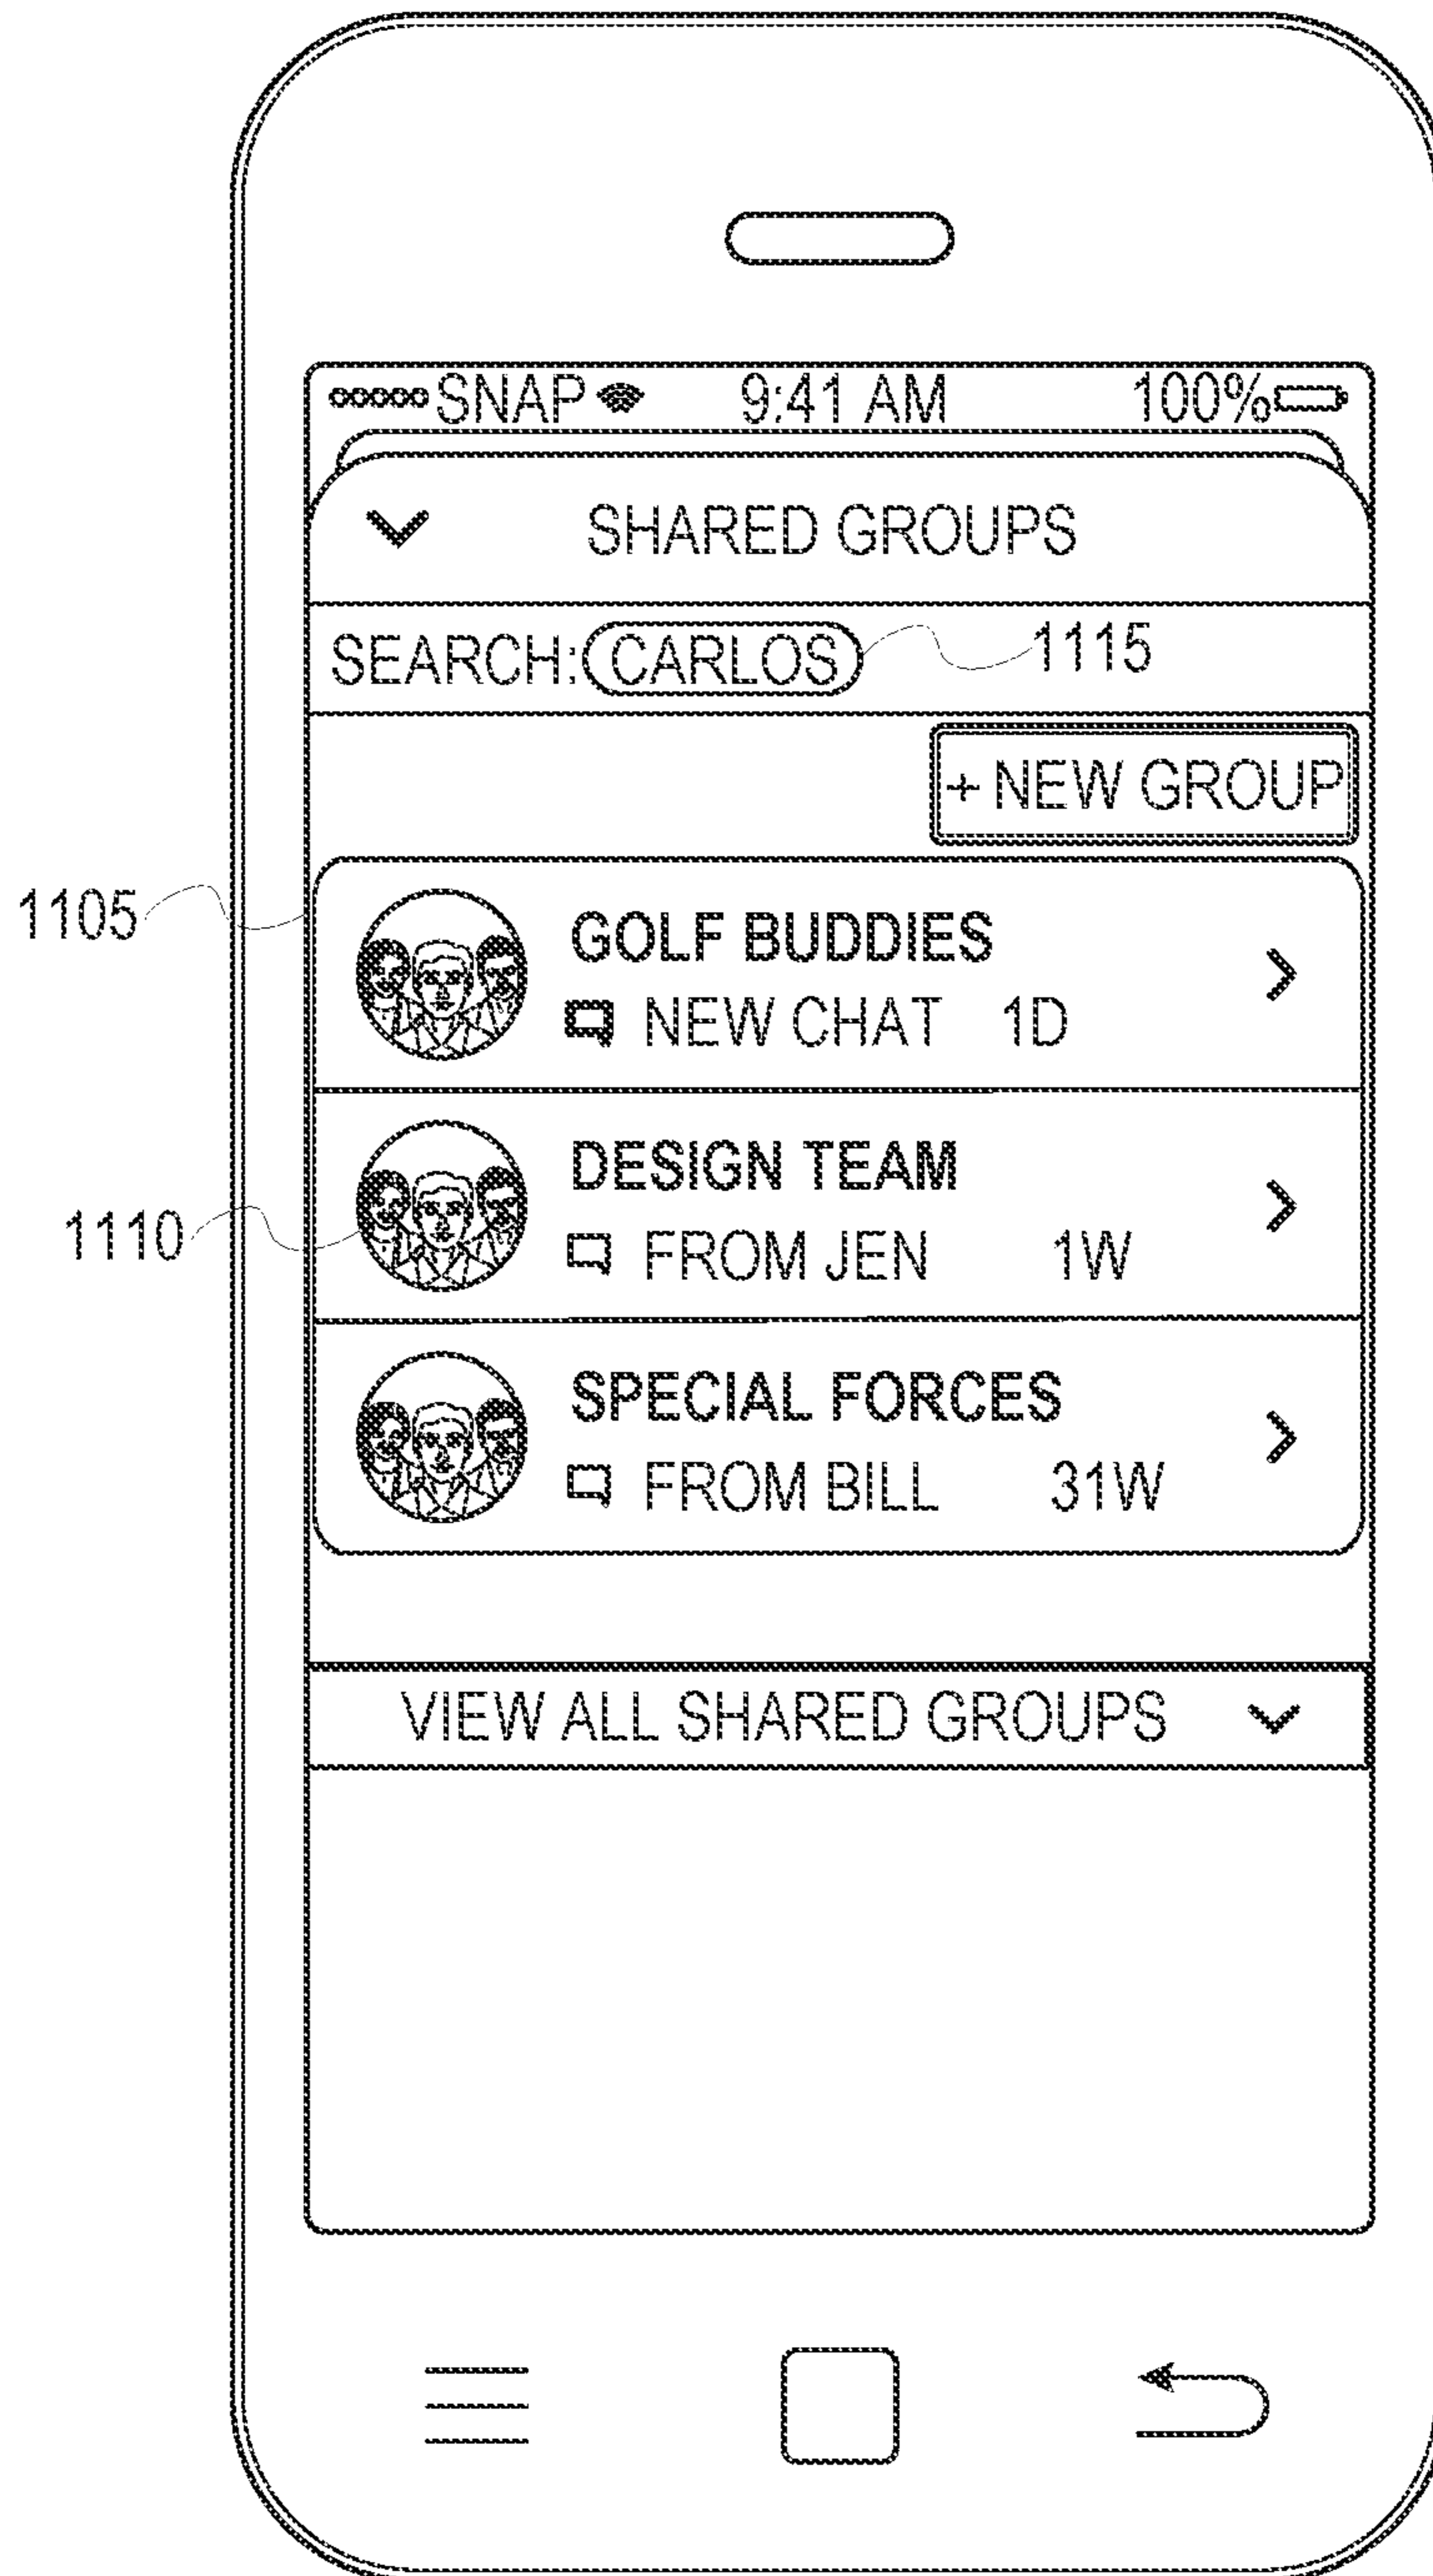 SNAP 9:41 AM 100%
SHARED GROUPS
SEARCH: CARLOS 1115
+ NEW GROUP
1105
GOLF BUDDIES
NEW CHAT 1D
DESIGN TEAM
1110
FROM JEN 1W
SPECIAL FORCES
FROM BILL 31W
VIEW ALL SHARED GROUPS